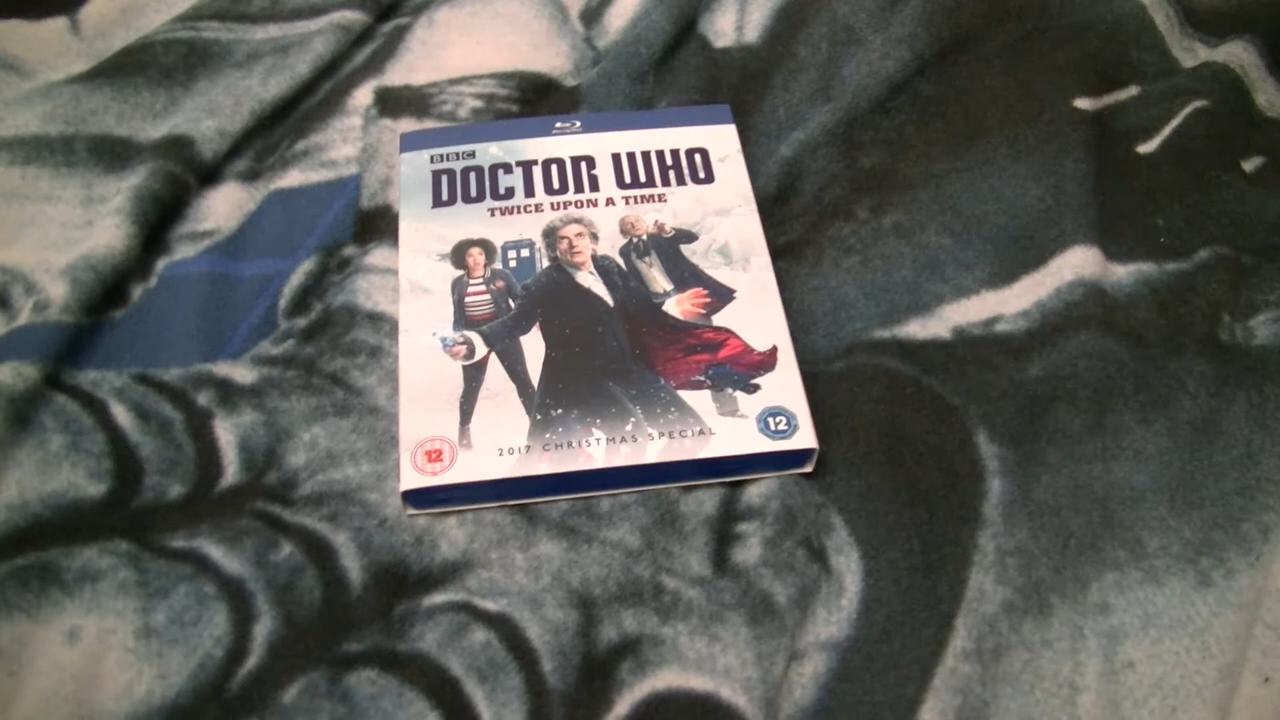 BBC
DOCTOR WHO
TWICE UPON A TIME
2017 CHRISTMAS SPECIAL
12
12